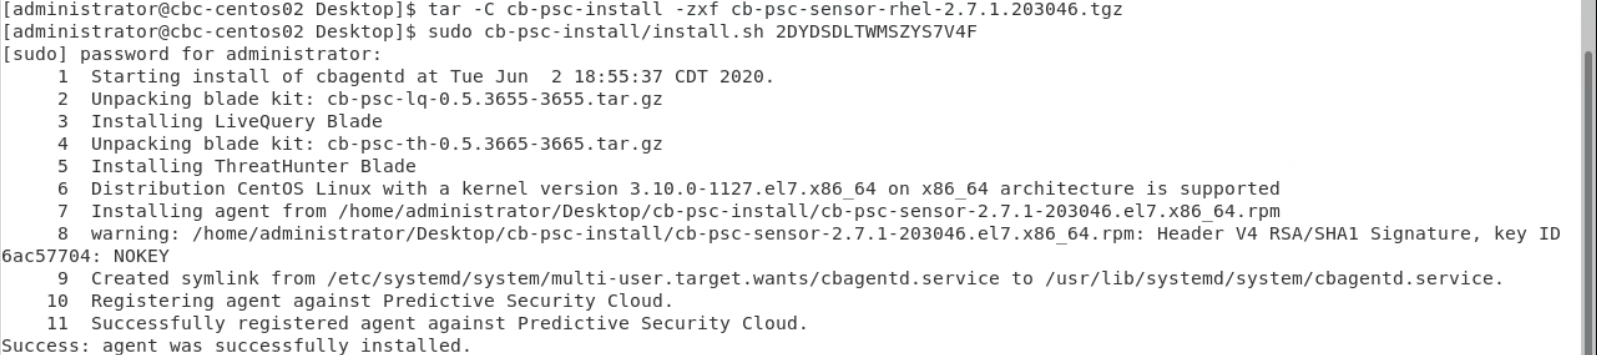 [administrator@cbc-centos02 Desktop]$ tar -C cb-psc-install -zxf cb-psc-sensor-rhel-2.7.1.203046.tgz
[administrator@cbc-centos02 Desktop]$ sudo cb-psc-install/install.sh 2DYDSDLTWMSZYS7V4F
[sudo] password for administrator:
     1  Starting install of cbagentd at Tue Jun  2 18:55:37 CDT 2020.
     2  Unpacking blade kit: cb-psc-lq-0.5.3655-3655.tar.gz
     3  Installing LiveQuery Blade
     4  Unpacking blade kit: cb-psc-th-0.5.3665-3665.tar.gz
     5  Installing ThreatHunter Blade
     6  Distribution CentOS Linux with a kernel version 3.10.0-1127.el7.x86_64 on x86_64 architecture is supported
     7  Installing agent from /home/administrator/Desktop/cb-psc-install/cb-psc-sensor-2.7.1-203046.el7.x86_64.rpm
     8  warning: /home/administrator/Desktop/cb-psc-install/cb-psc-sensor-2.7.1-203046.el7.x86_64.rpm: Header V4 RSA/SHA1 Signature, key ID
6ac57704: NOKEY
     9  Created symlink from /etc/systemd/system/multi-user.target.wants/cbagentd.service to /usr/lib/systemd/system/cbagentd.service.
    10  Registering agent against Predictive Security Cloud.
    11  Successfully registered agent against Predictive Security Cloud.
Success: agent was successfully installed.